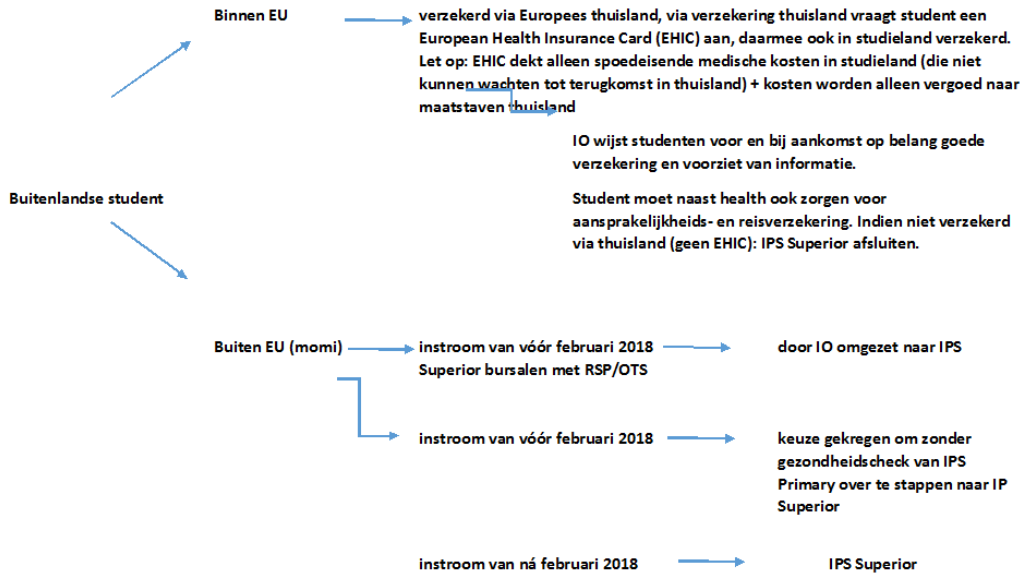 Binnen EU
verzekerd via Europees thuisland, via verzekering thuisland vraagt student een
European Health Insurance Card (EHIC) aan, daarmee ook in studieland verzekerd.
Let op: EHIC dekt alleen spoedeisende medische kosten in studieland (die niet
kunnen wachten tot terugkomst in thuisland) + kosten worden alleen vergoed naar
maatstaven thuisland
IO wijst studenten voor en bij aankomst op belang goede
verzekering en voorziet van informatie.
Buitenlandse student
Student moet naast health ook zorgen voor
aansprakelijkheids- en reisverzekering. Indien niet verzekerd
via thuisland (geen EHIC): IPS Superior afsluiten.
Buiten EU (momi)
instroom van vóór februari 2018
Superior bursalen met RSP/OTS
door IO omgezet naar IPS
instroom van vóór februari 2018
keuze gekregen om zonder
gezondheidscheck van IPS
Primary over te stappen naar IP
Superior
instroom van ná februari 2018
IPS Superior